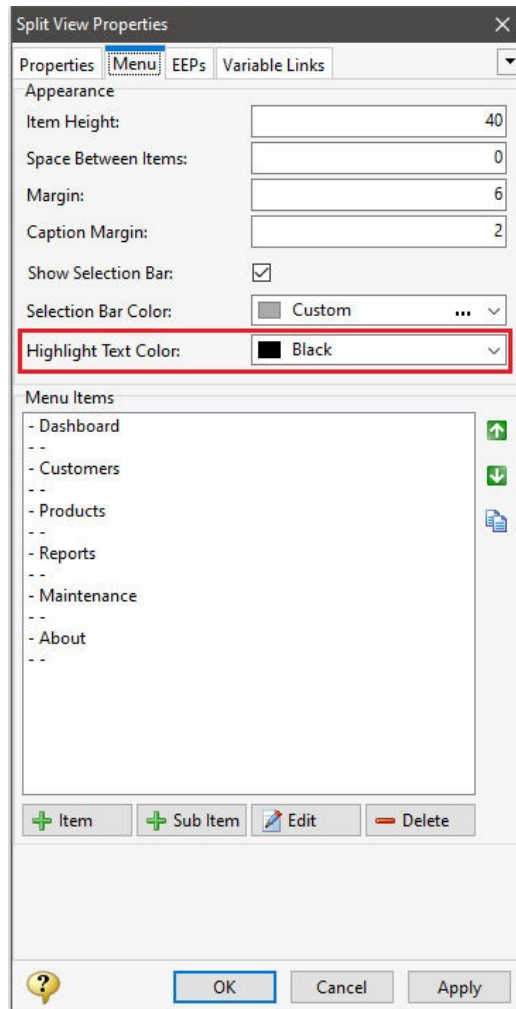 Split View Properties
Properties Menu EEPs Variable Links
Appearance
Item Height: 40
Space Between Items: 0
Margin: 6
Caption Margin: 2
Show Selection Bar:
Selection Bar Color: Custom ...
Highlight Text Color: Black
Menu Items
- Dashboard
- -
- Customers
- -
- Products
- -
- Reports
- -
- Maintenance
- -
- About
- -
Item Sub Item Edit Delete
? OK Cancel Apply